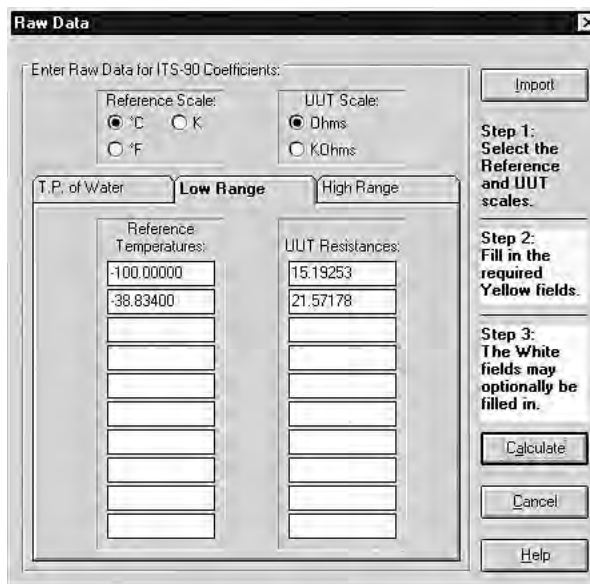 Raw Data
Enter Raw Data for ITS-90 Coefficients:
Reference Scale:
°C K
°F
UUT Scale:
Ohms
K.Ohms
T.P. of Water
Low Range
High Range
Reference
Temperatures:
-100.00000
-38.83400
UUT Resistances:
15.19253
21.57178
Import
Step 1:
Select the
Reference
and UUT
scales.
Step 2:
Fill in the
required
Yellow fields.
Step 3:
The White
fields may
optionally be
filled in.
Calculate
Cancel
Help